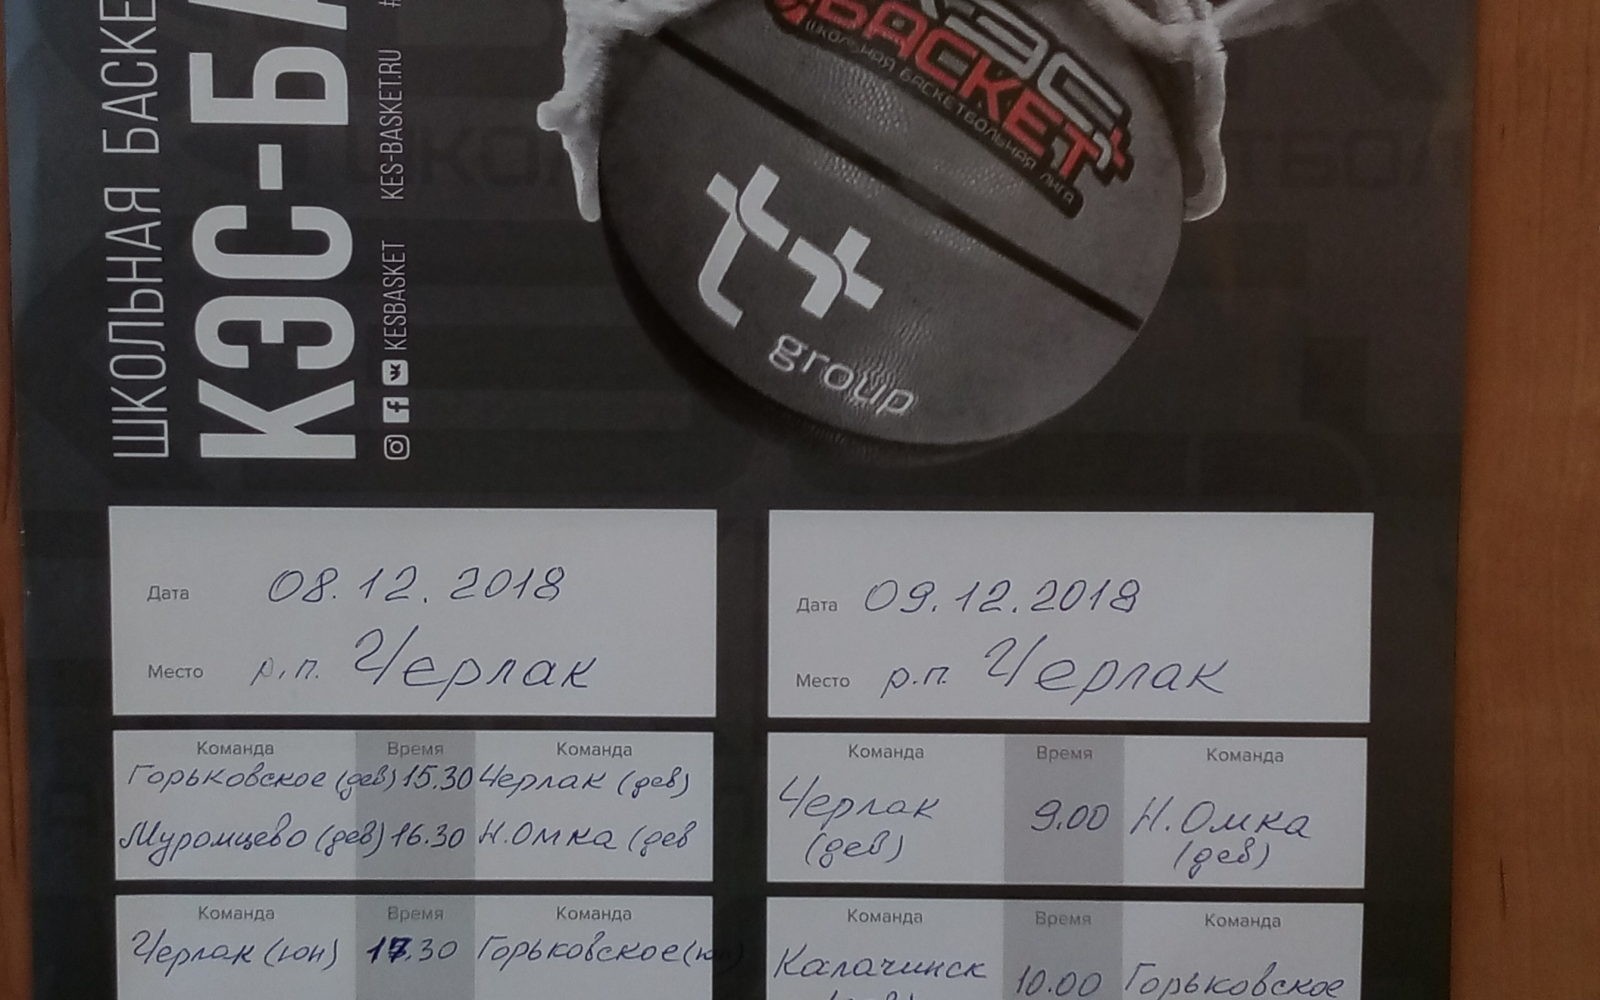 ШКОЛЬНАЯ БАСКЕ
КЭС-БА
KESBASKET KES-BASKET.RU #
КЭС
БАСКЕТ
ШКОЛЬНАЯ БАСКЕТБОЛЬНАЯ ЛИГА
t+
group
Дата 08.12.2018
Место р.п. Черлак
Команда Время Команда
Горьковское (дев) 15.30 Черлак (дев)
Муромцево (дев) 16.30 Н.Омка (дев
Команда Время Команда
Черлак (юн) 17.30 Горьковское (юн)
Дата 09.12.2018
Место р.п. Черлак
Команда Время Команда
Черлак 9.00 Н.Омка
(дев) (дев)
Команда Время Команда
Калачинск 10.00 Горьковское